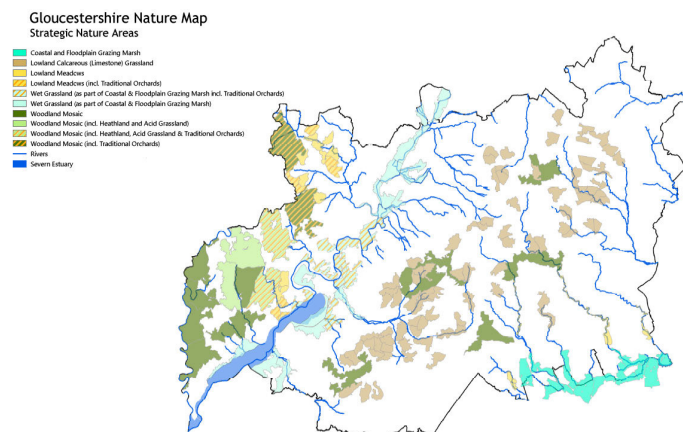 Gloucestershire Nature Map
Strategic Nature Areas
Coastal and Floodplain Grazing Marsh
Lowland Calcareous (Limestone) Grassland
Lowland Meadows
Lowland Meadows (incl. Traditional Orchards)
Wet Grassland (as part of Coastal & Floodplain Grazing Marsh incl. Traditional Orchards)
Wet Grassland (as part of Coastal & Floodplain Grazing Marsh)
Woodland Mosaic
Woodland Mosaic (incl. Heathland and Acid Grassland)
Woodland Mosaic (incl. Heathland, Acid Grassland & Traditional Orchards)
Woodland Mosaic (incl. Traditional Orchards)
Rivers
Severn Estuary